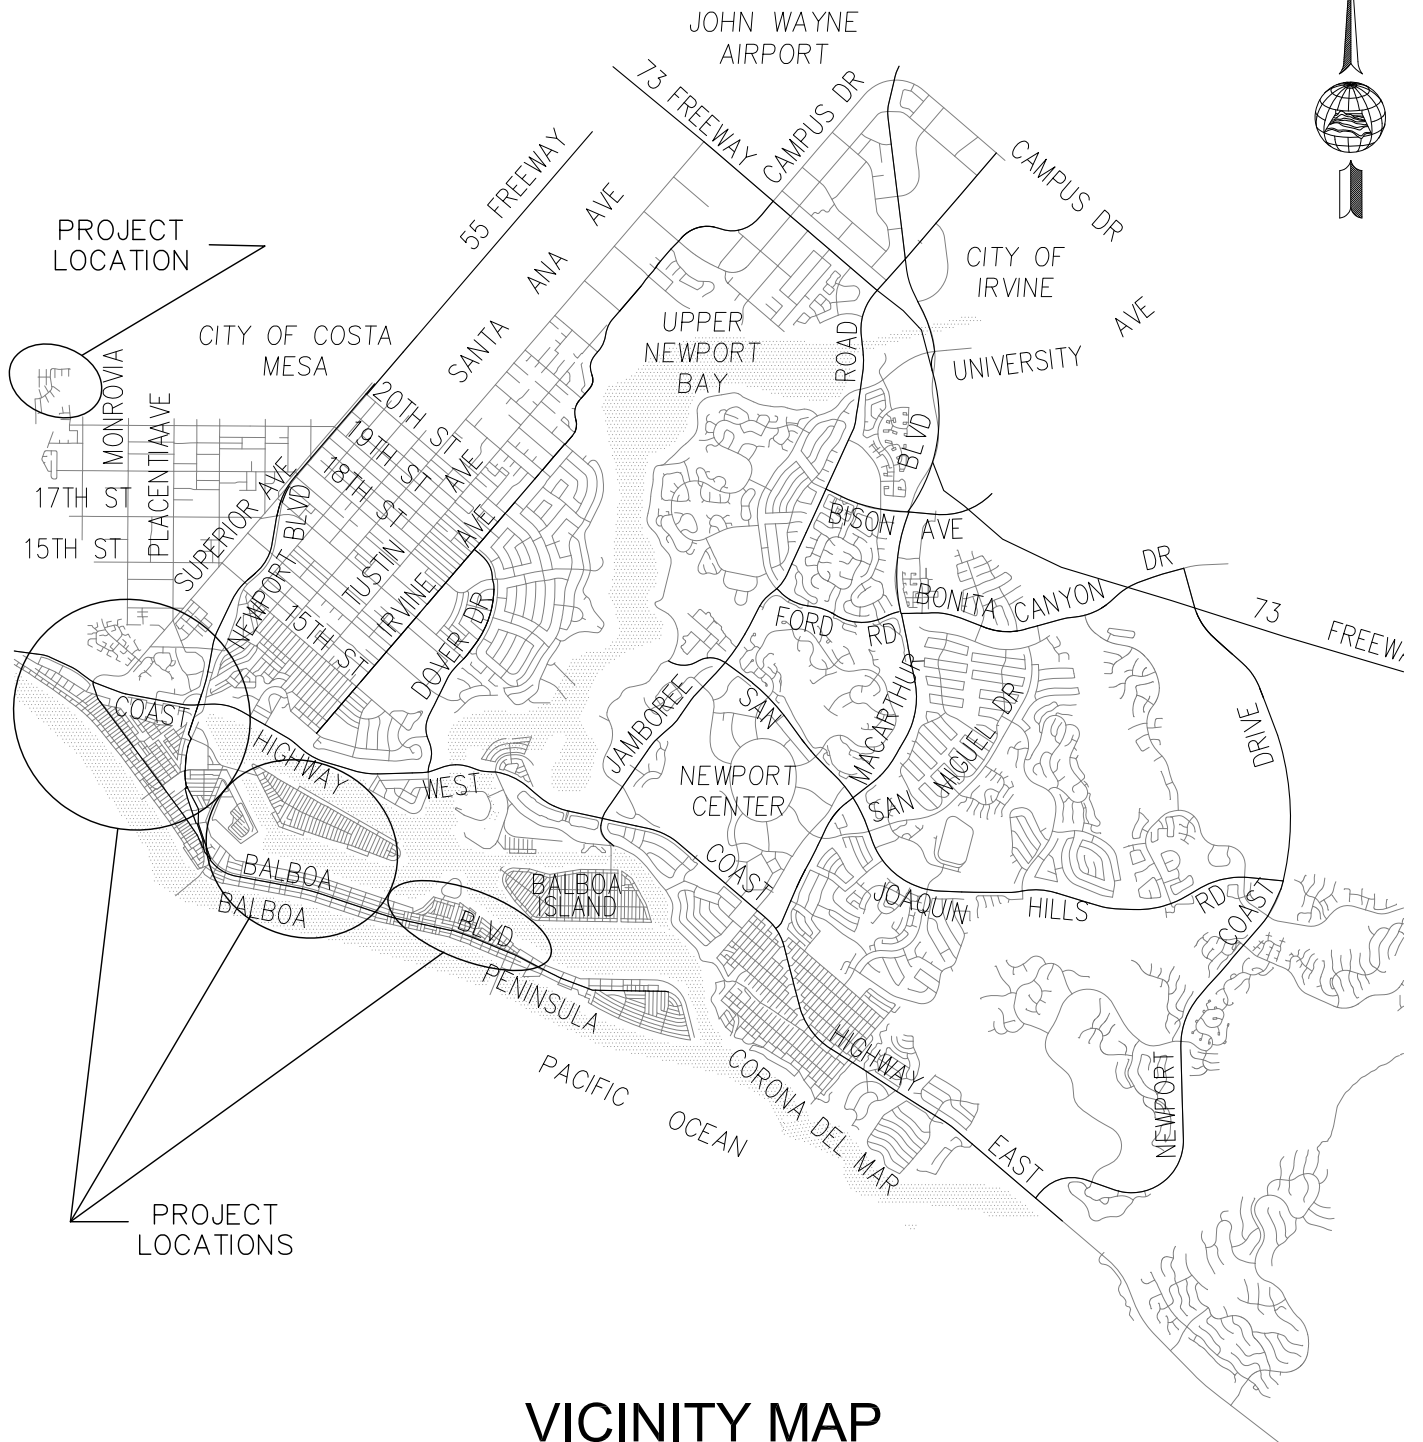 JOHN WAYNE
AIRPORT
73 FREEWAY
CAMPUS DR
CAMPUS DR
55 FREEWAY
SANTA ANA AVE
PROJECT
LOCATION
CITY OF
IRVINE
CITY OF COSTA
MESA
UPPER
NEWPORT
BAY
UNIVERSITY AVE
JAMBOREE ROAD
MONROVIA
PLACENTIAAVE
20TH ST
19TH ST
18TH ST
17TH ST
15TH ST
SUPERIOR AVE
NEWPORT BLVD
TUSTIN AVE
IRVINE AVE
15TH ST
DOVER DR
MACARTHUR BLVD
BISON AVE
BONITA CANYON DR
FORD RD
73 FREEWA
COAST HIGHWAY WEST
SAN JOAQUIN HILLS RD
SAN MIGUEL DR
NEWPORT
CENTER
NEWPORT COAST DRIVE
BALBOA BLVD
BALBOA PENINSULA
BALBOA
ISLAND
COAST HIGHWAY EAST
CORONA DEL MAR
PACIFIC OCEAN
PROJECT
LOCATIONS
VICINITY MAP